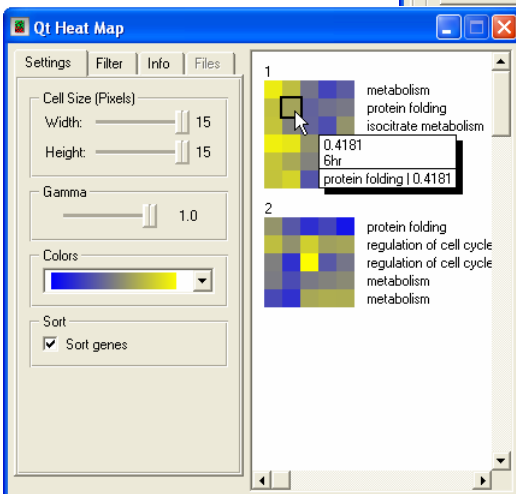 Qt Heat Map
Settings
Filter
Info
Files
Cell Size (Pixels)
Width:
15
Height:
15
Gamma
1.0
Colors
Sort
Sort genes
1
metabolism
protein folding
isocitrate metabolism
0.4181
6hr
protein folding | 0.4181
2
protein folding
regulation of cell cycle
regulation of cell cycle
metabolism
metabolism